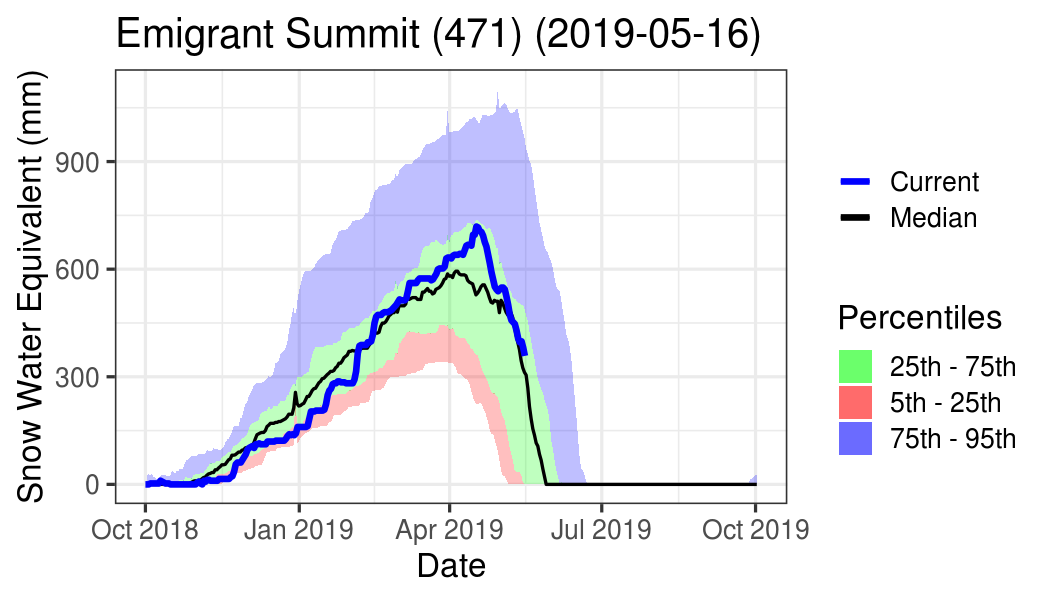 Emigrant Summit (471) (2019-05-16)
Snow Water Equivalent (mm)
900
600
300
0
Oct 2018
Jan 2019
Apr 2019
Jul 2019
Oct 2019
Date
Current
Median
Percentiles
25th - 75th
5th - 25th
75th - 95th